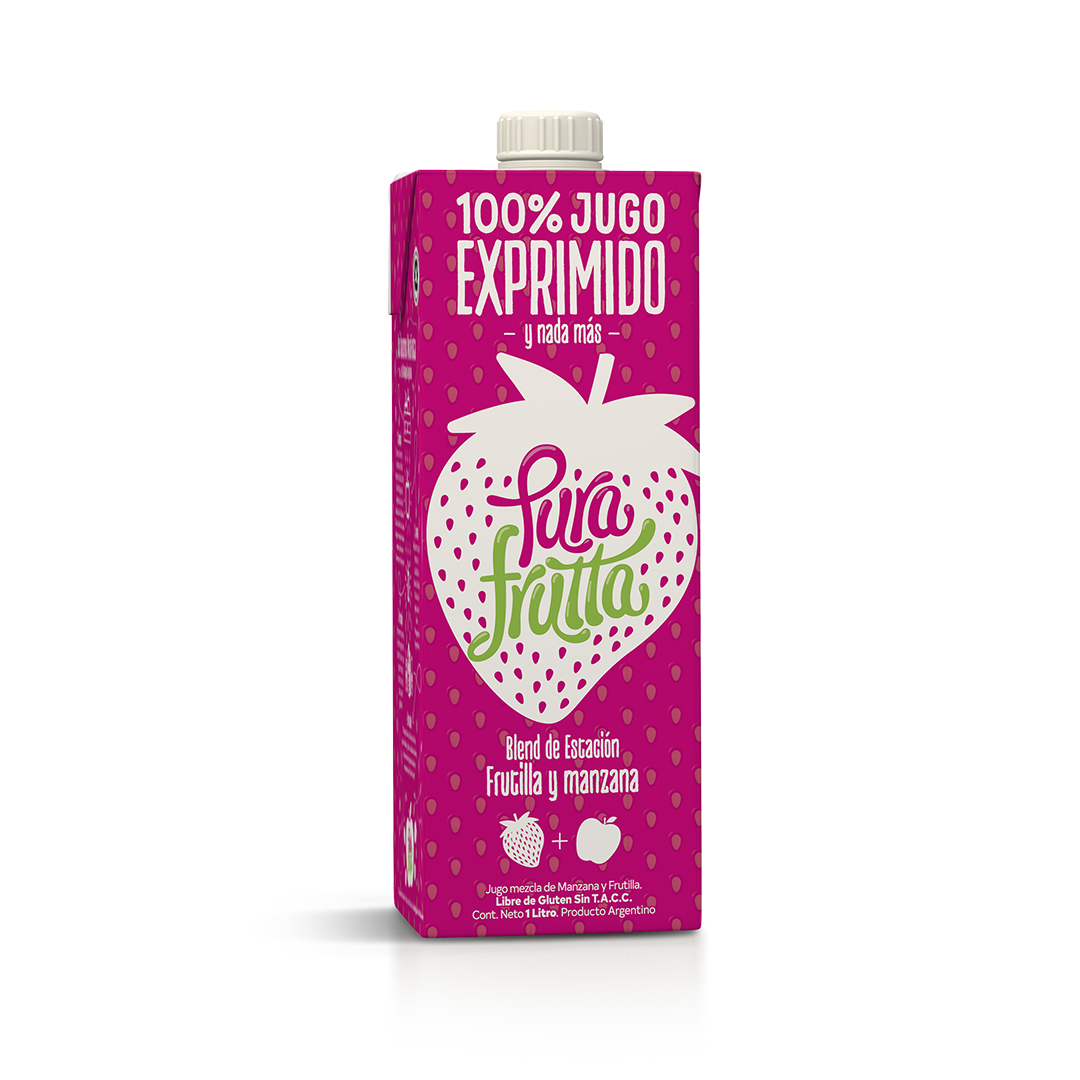 100% JUGO
EXPRIMIDO
– y nada más –
Pura
frutta
Blend de Estación
Frutilla y manzana
+
Jugo mezcla de Manzana y Frutilla.
Libre de Gluten Sin T.A.C.C.
Cont. Neto 1 Litro. Producto Argentino